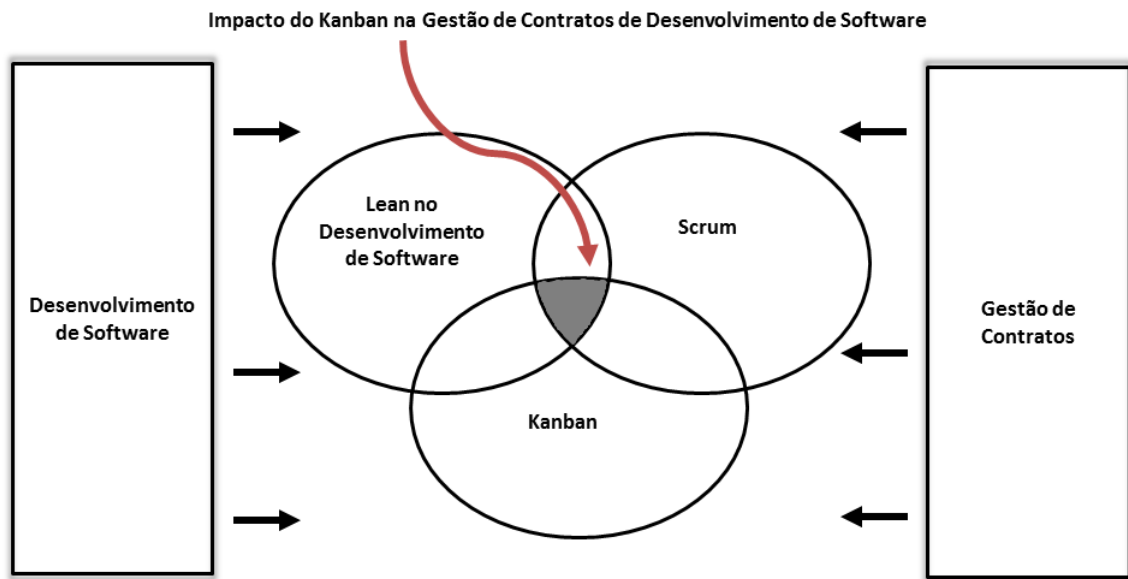 Impacto do Kanban na Gestão de Contratos de Desenvolvimento de Software
Lean no
Desenvolvimento
de Software
Scrum
Desenvolvimento
de Software
Gestão de
Contratos
Kanban